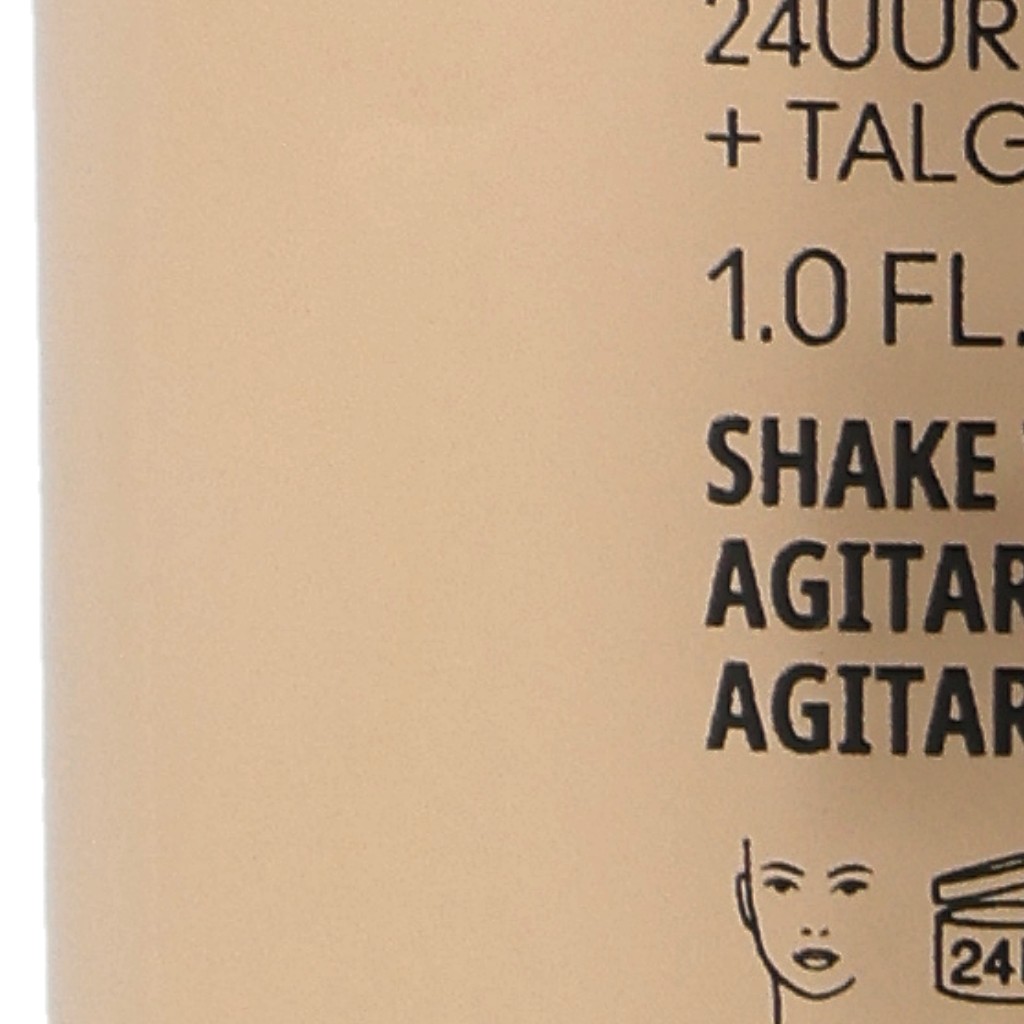 24UUR
+ TALG
1.0 FL.
SHAKE
AGITAR
AGITAR
24